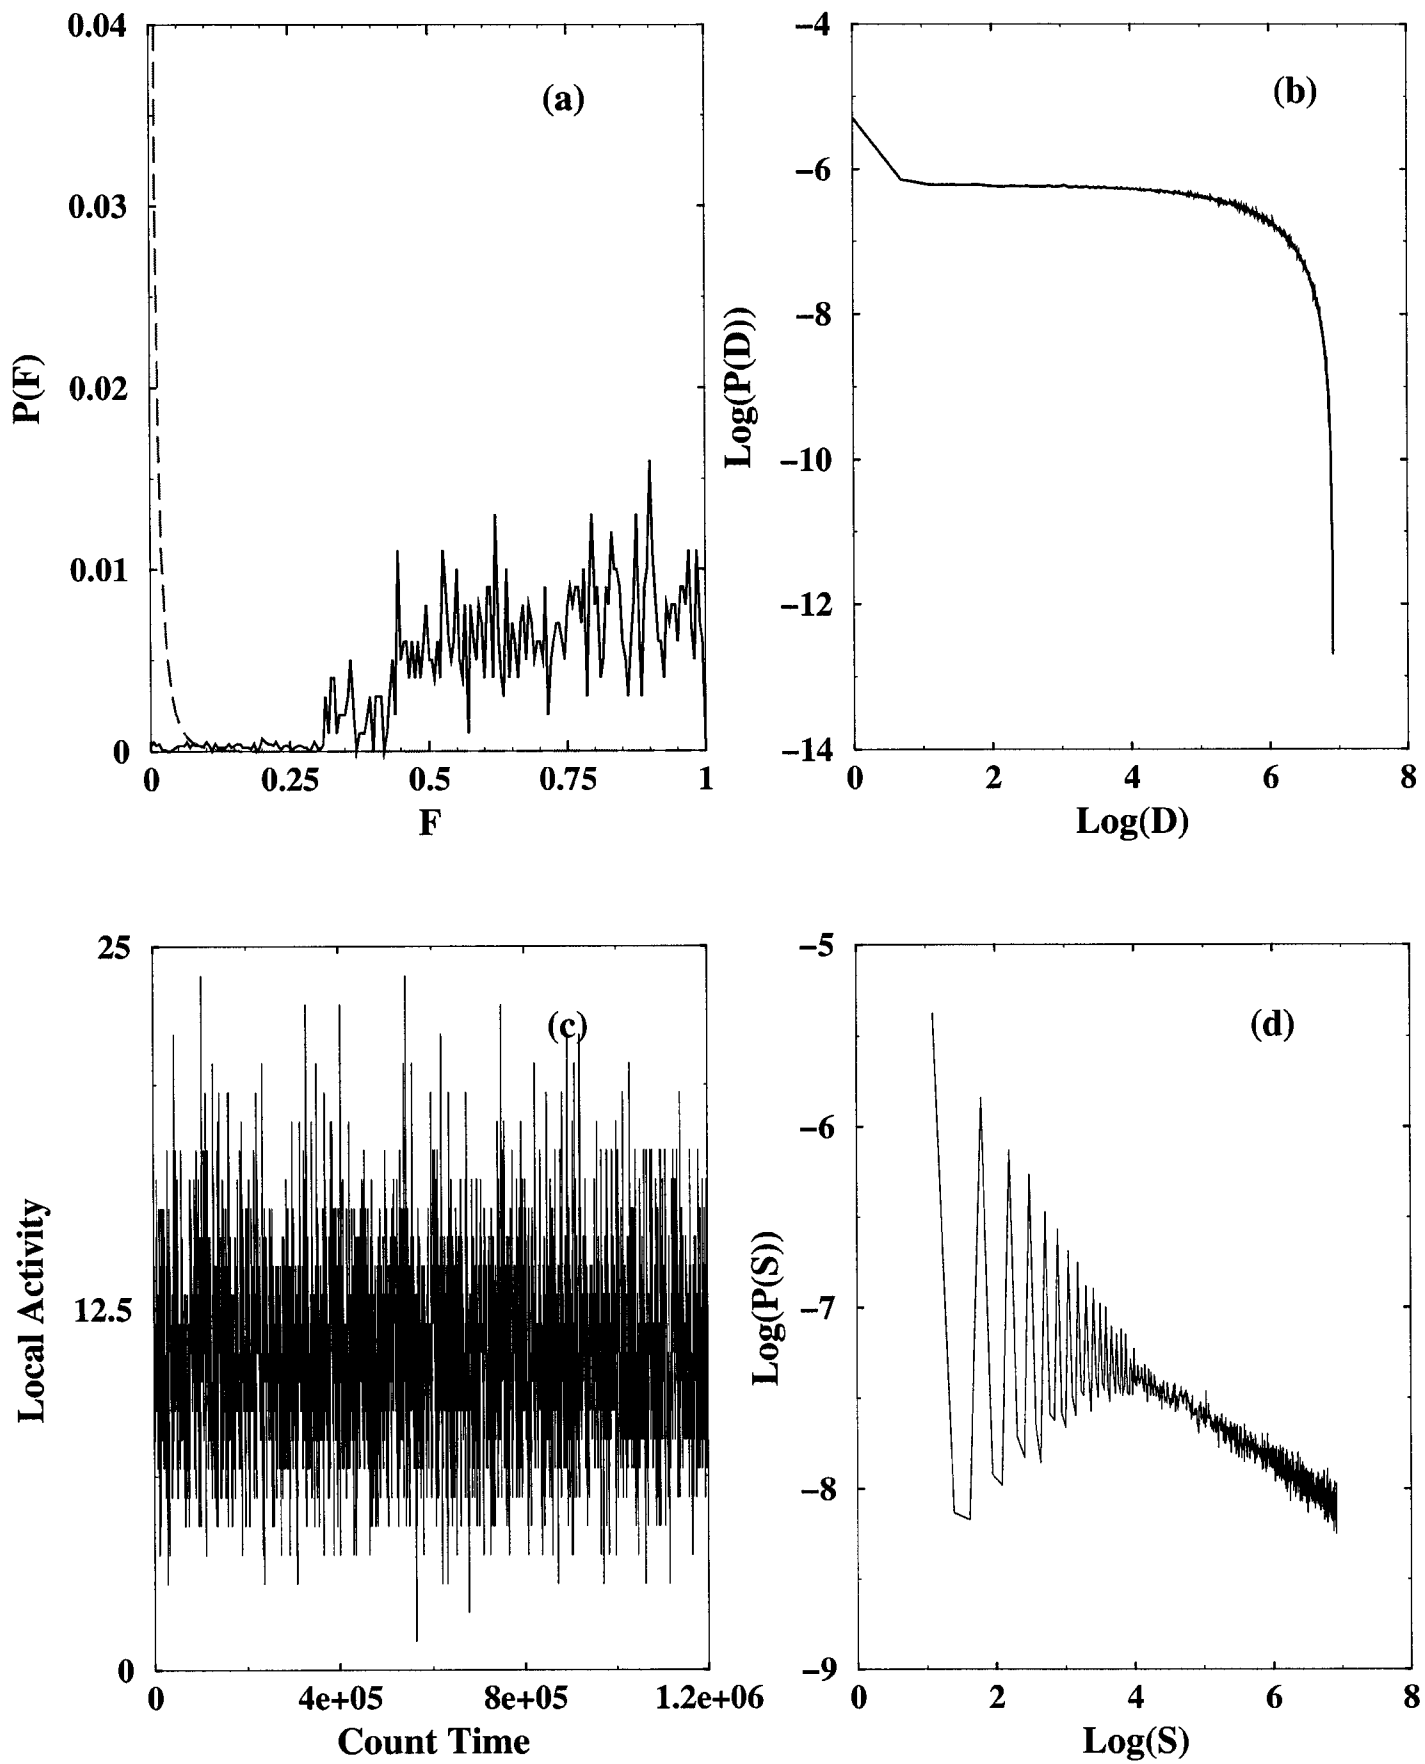 0.04
0.03
0.02
0.01
0
P(F)
(a)
0 0.25 0.5 0.75 1
F
−4
−6
−8
−10
−12
−14
Log(P(D))
(b)
0 2 4 6 8
Log(D)
25
12.5
0
Local Activity
(c)
0 4e+05 8e+05 1.2e+06
Count Time
−5
−6
−7
−8
−9
Log(P(S))
(d)
0 2 4 6 8
Log(S)